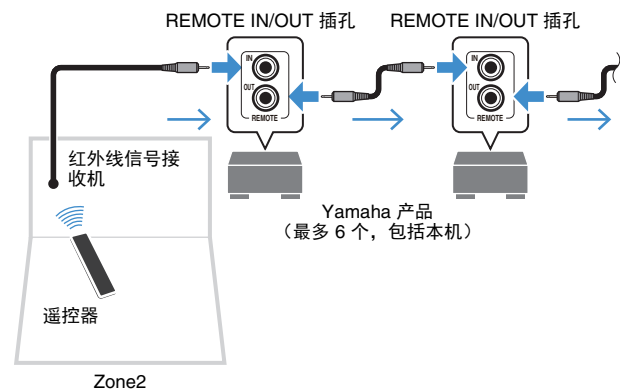 REMOTE IN/OUT 插孔
REMOTE IN/OUT 插孔
IN
OUT
REMOTE
IN
OUT
REMOTE
红外线信号接
收机
Yamaha 产品
（最多 6 个，包括本机）
遥控器
Zone2